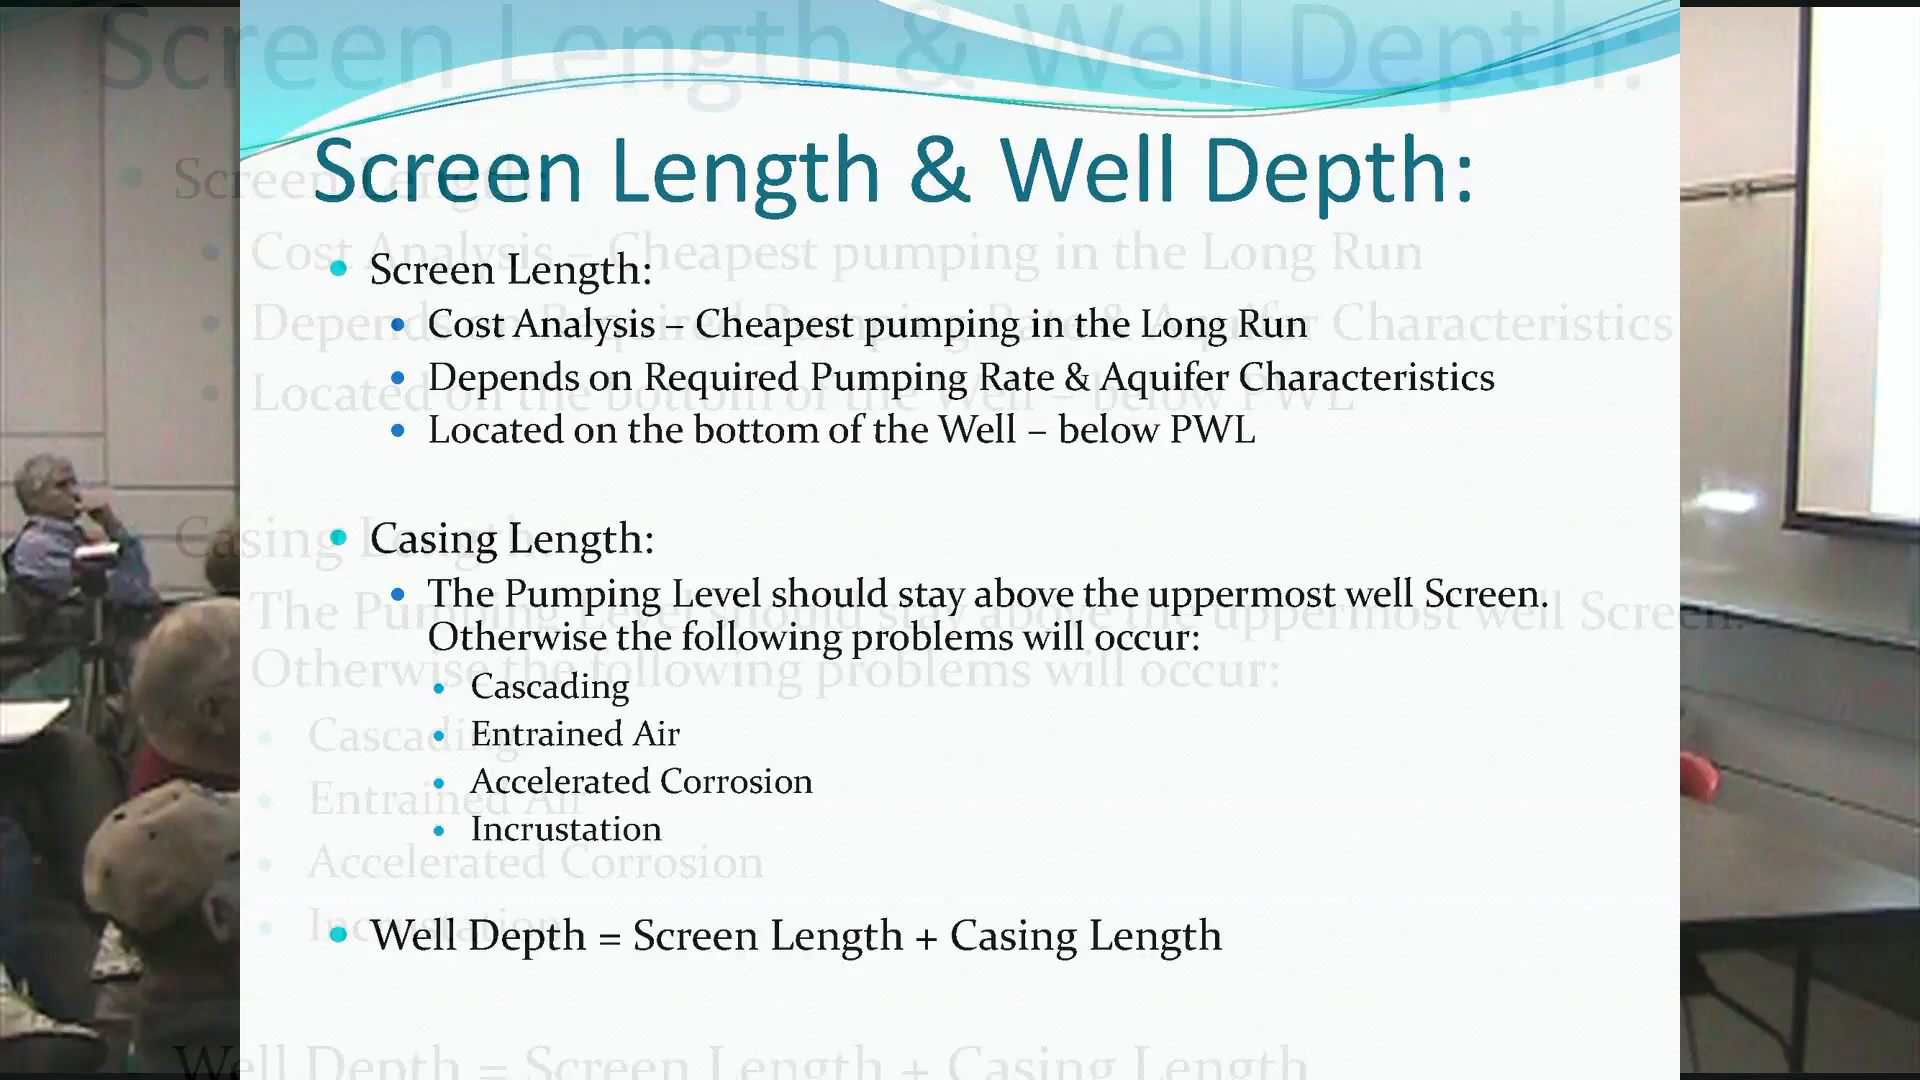 Screen Length & Well Depth:
Screen Length:
Cost Analysis – Cheapest pumping in the Long Run
Depends on Required Pumping Rate & Aquifer Characteristics
Located on the bottom of the Well – below PWL
Casing Length:
The Pumping Level should stay above the uppermost well Screen.
Otherwise the following problems will occur:
Cascading
Entrained Air
Accelerated Corrosion
Incrustation
Well Depth = Screen Length + Casing Length